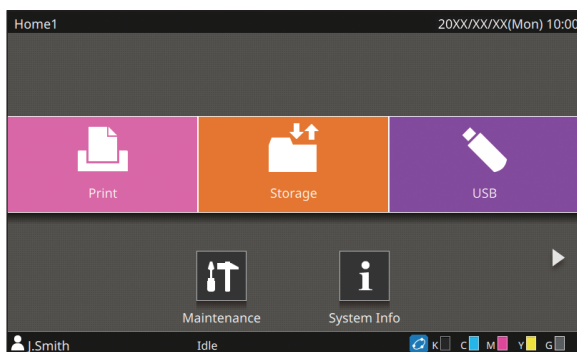 Home1 20XX/XX/XX(Mon) 10:00
Print Storage USB
Maintenance System Info
J.Smith Idle K C M Y G